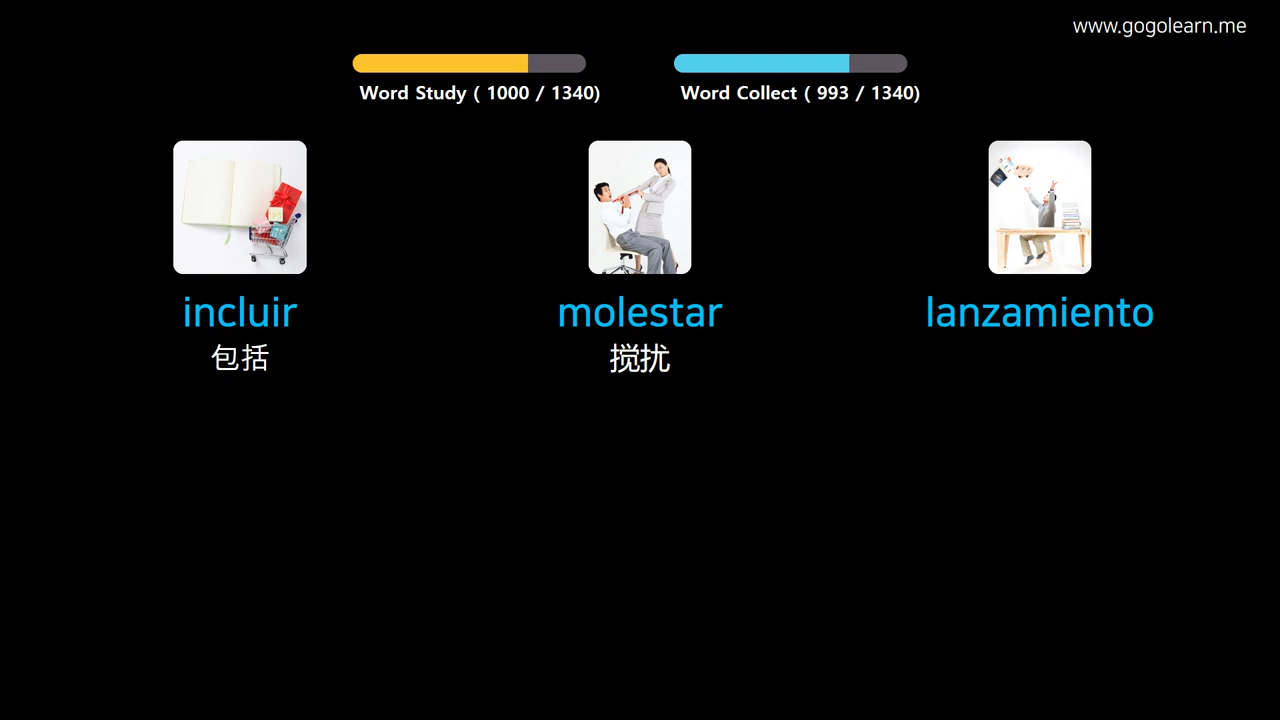 www.gogolearn.me
Word Study ( 1000 / 1340)
Word Collect ( 993 / 1340)
incluir
包括
molestar
搅扰
lanzamiento